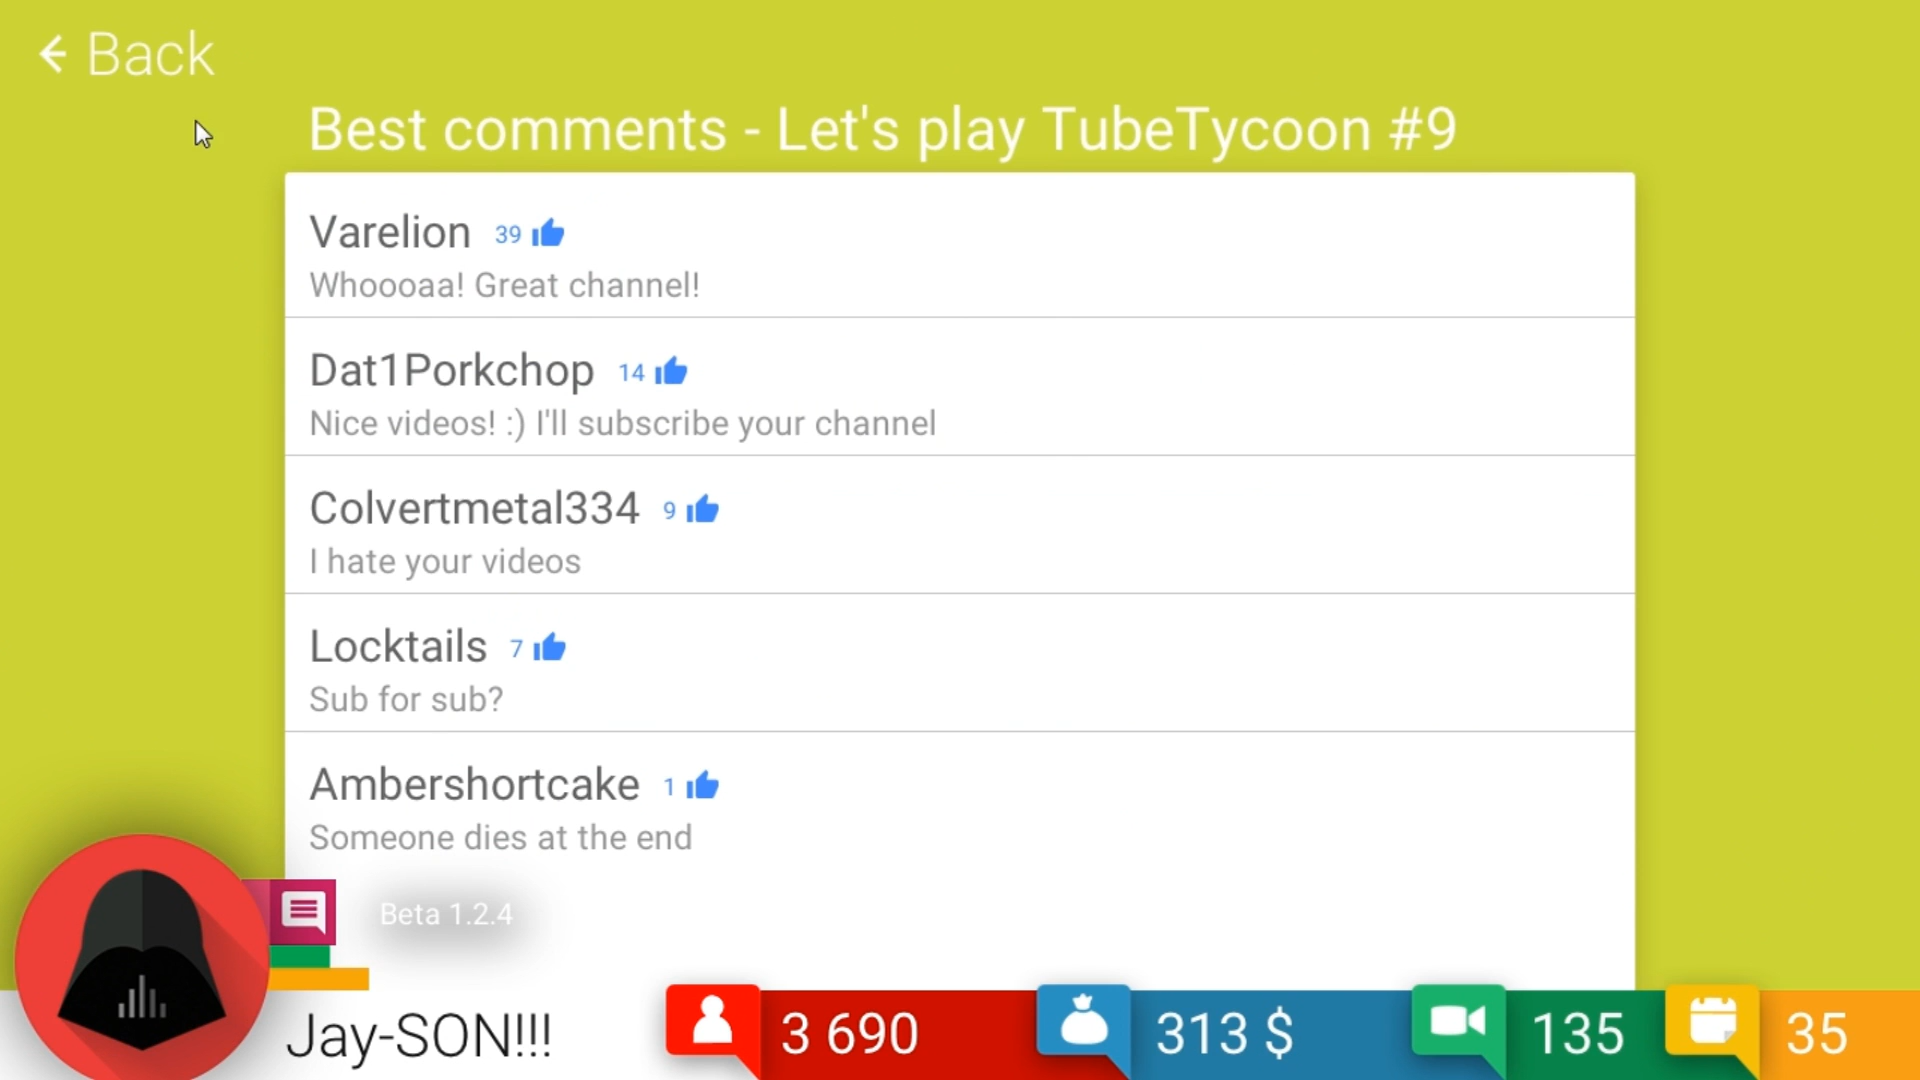 Back
Best comments - Let's play TubeTycoon #9
Varelion 39
Whoooaa! Great channel!
Dat1Porkchop 14
Nice videos! :) I'll subscribe your channel
Colvertmetal334 9
I hate your videos
Locktails 7
Sub for sub?
Ambershortcake 1
Someone dies at the end
Beta 1.2.4
Jay-SON!!! 3 690 313 $ 135 35